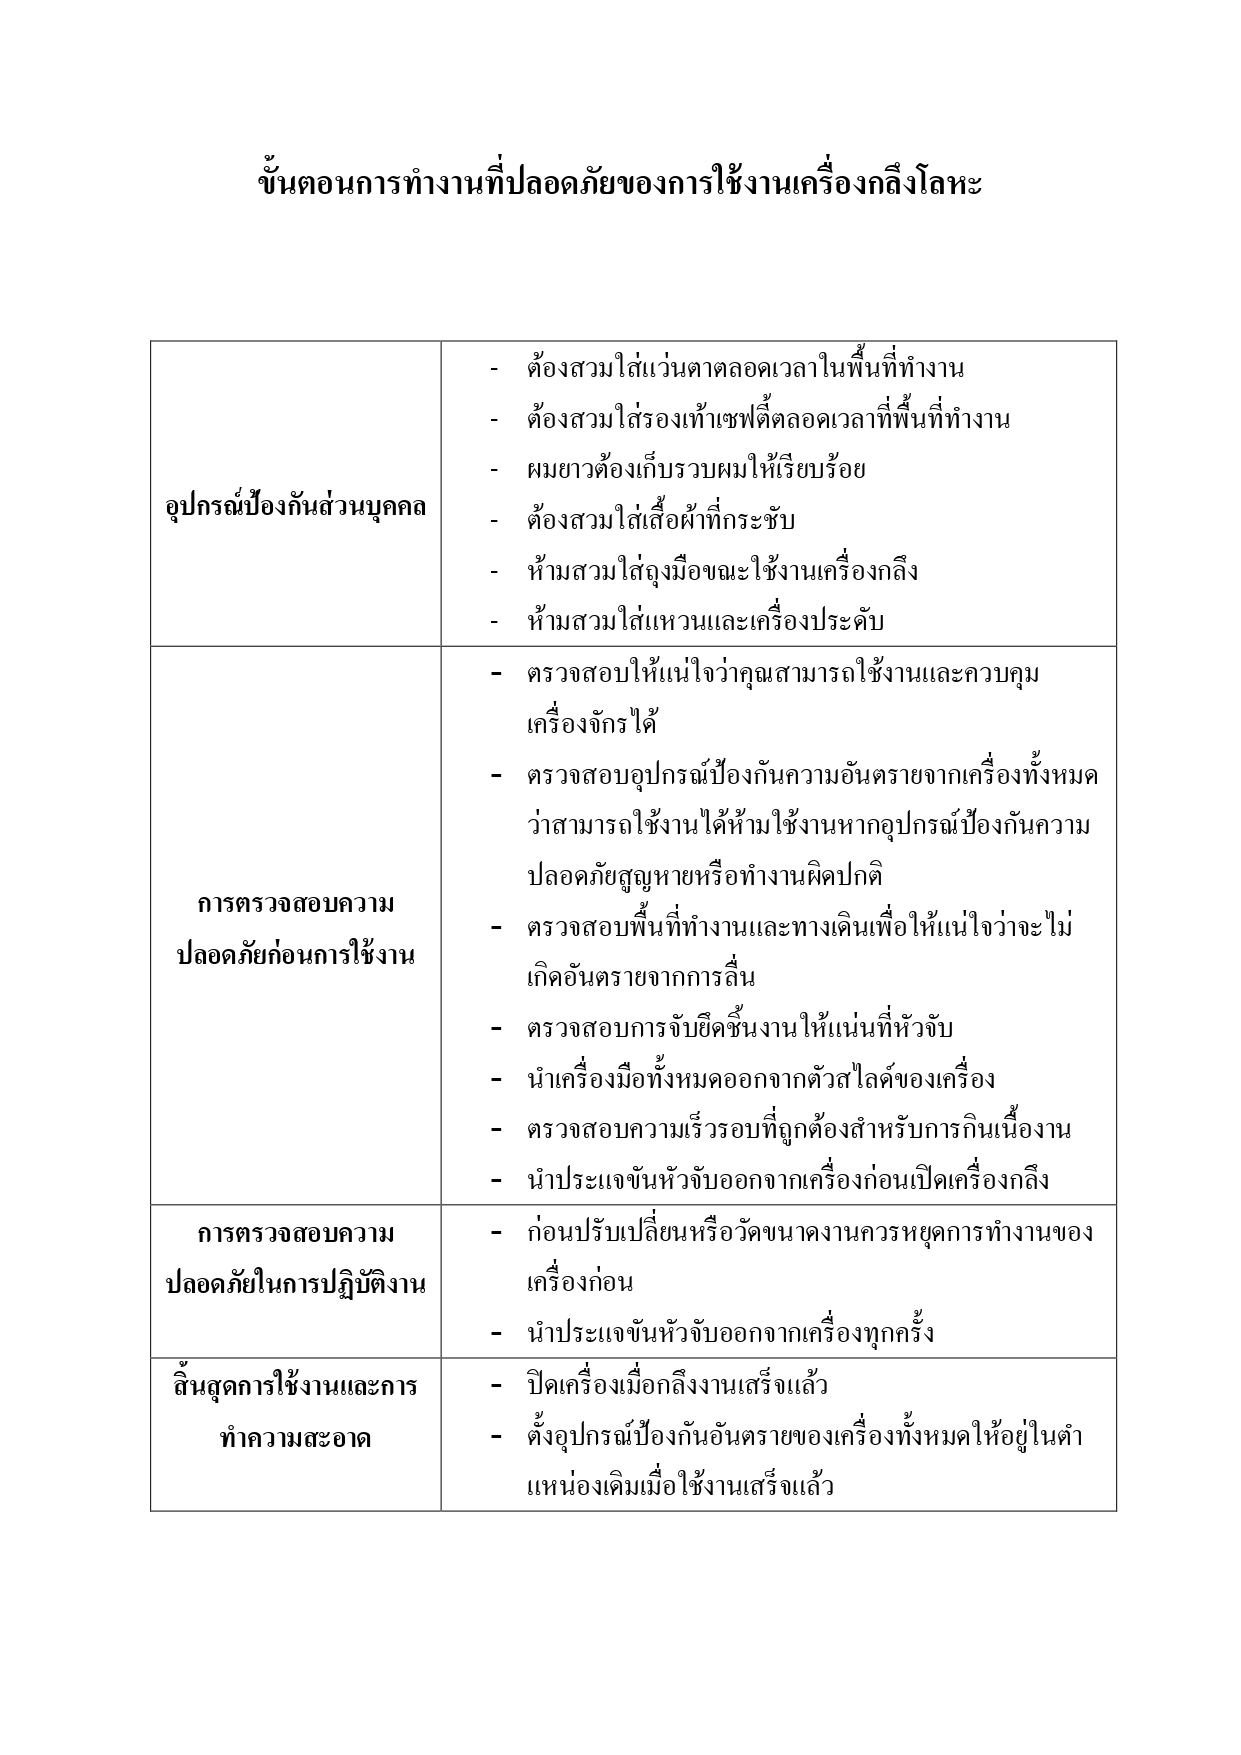 ขั้นตอนการทำงานที่ปลอดภัยของการใช้งานเครื่องกลึงโลหะ
อุปกรณ์ป้องกันส่วนบุคคล
- ต้องสวมใส่แว่นตาตลอดเวลาในพื้นที่ทำงาน
- ต้องสวมใส่รองเท้าเซฟตี้ตลอดเวลาที่พื้นที่ทำงาน
- ผมยาวต้องเก็บรวบผมให้เรียบร้อย
- ต้องสวมใส่เสื้อผ้าที่กระชับ
- ห้ามสวมใส่ถุงมือขณะใช้งานเครื่องกลึง
- ห้ามสวมใส่แหวนและเครื่องประดับ
การตรวจสอบความ
ปลอดภัยก่อนการใช้งาน
- ตรวจสอบให้แน่ใจว่าคุณสามารถใช้งานและควบคุม
เครื่องจักรได้
- ตรวจสอบอุปกรณ์ป้องกันความอันตรายจากเครื่องทั้งหมด
ว่าสามารถใช้งานได้ห้ามใช้งานหากอุปกรณ์ป้องกันความ
ปลอดภัยสูญหายหรือทำงานผิดปกติ
- ตรวจสอบพื้นที่ทำงานและทางเดินเพื่อให้แน่ใจว่าจะไม่
เกิดอันตรายจากการลื่น
- ตรวจสอบการจับยึดชิ้นงานให้แน่นที่หัวจับ
- นำเครื่องมือทั้งหมดออกจากตัวสไลด์ของเครื่อง
- ตรวจสอบความเร็วรอบที่ถูกต้องสำหรับการกินเนื้องาน
- นำประแจขันหัวจับออกจากเครื่องก่อนเปิดเครื่องกลึง
การตรวจสอบความ
ปลอดภัยในการปฏิบัติงาน
- ก่อนปรับเปลี่ยนหรือวัดขนาดงานควรหยุดการทำงานของ
เครื่องก่อน
- นำประแจขันหัวจับออกจากเครื่องทุกครั้ง
สิ้นสุดการใช้งานและการ
ทำความสะอาด
- ปิดเครื่องเมื่อกลึงงานเสร็จแล้ว
- ตั้งอุปกรณ์ป้องกันอันตรายของเครื่องทั้งหมดให้อยู่ในตำ
แหน่องเดิมเมื่อใช้งานเสร็จแล้ว